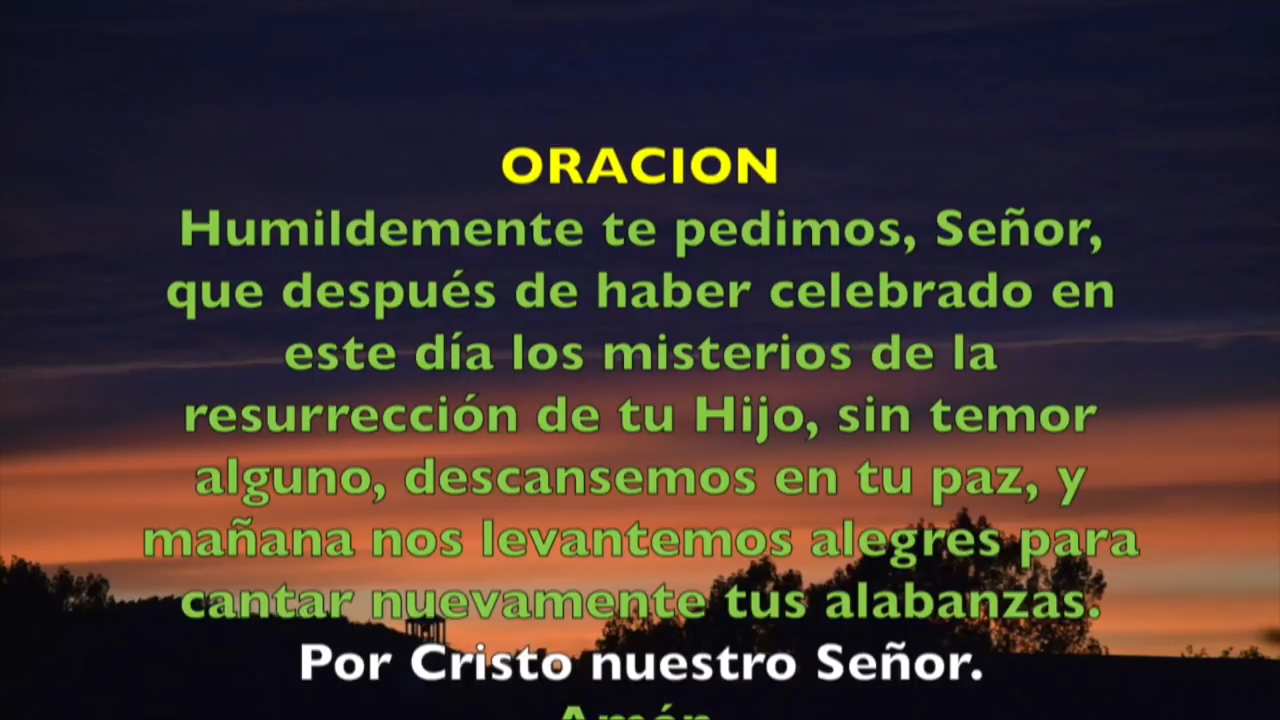 ORACION
Humildemente te pedimos, Señor,
que después de haber celebrado en
este día los misterios de la
resurrección de tu Hijo, sin temor
alguno, descansemos en tu paz, y
mañana nos levantemos alegres para
cantar nuevamente tus alabanzas.
Por Cristo nuestro Señor.
Amén.